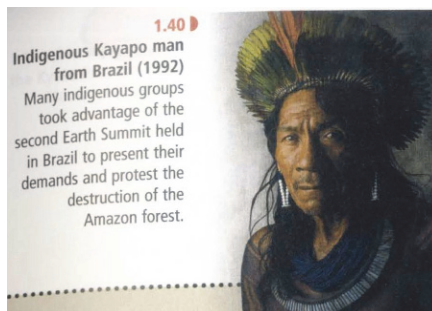 1.40
Indigenous Kayapo man
from Brazil (1992)
Many indigenous groups
took advantage of the
second Earth Summit held
in Brazil to present their
demands and protest the
destruction of the
Amazon forest.